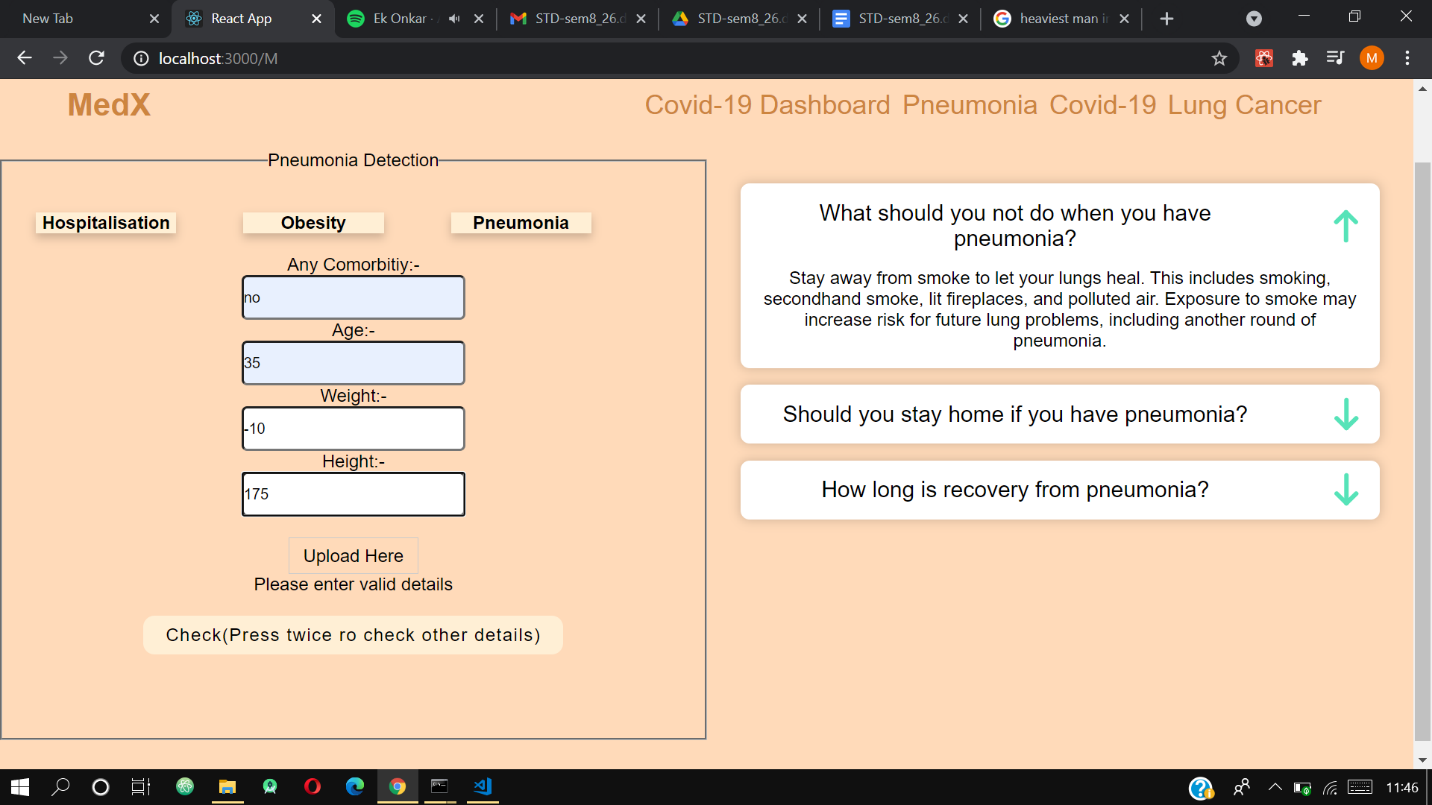 New Tab
React App
Ek Onkar
STD-sem8_26.d
STD-sem8_26.d
STD-sem8_26.d
heaviest man i
localhost:3000/M
M
MedX
Covid-19 Dashboard Pneumonia Covid-19 Lung Cancer
Pneumonia Detection
Hospitalisation Obesity Pneumonia
Any Comorbitiy:-
no
Age:-
35
Weight:-
-10
Height:-
175
Upload Here
Please enter valid details
Check(Press twice ro check other details)
What should you not do when you have
pneumonia?
Stay away from smoke to let your lungs heal. This includes smoking,
secondhand smoke, lit fireplaces, and polluted air. Exposure to smoke may
increase risk for future lung problems, including another round of
pneumonia.
Should you stay home if you have pneumonia?
How long is recovery from pneumonia?
11:46